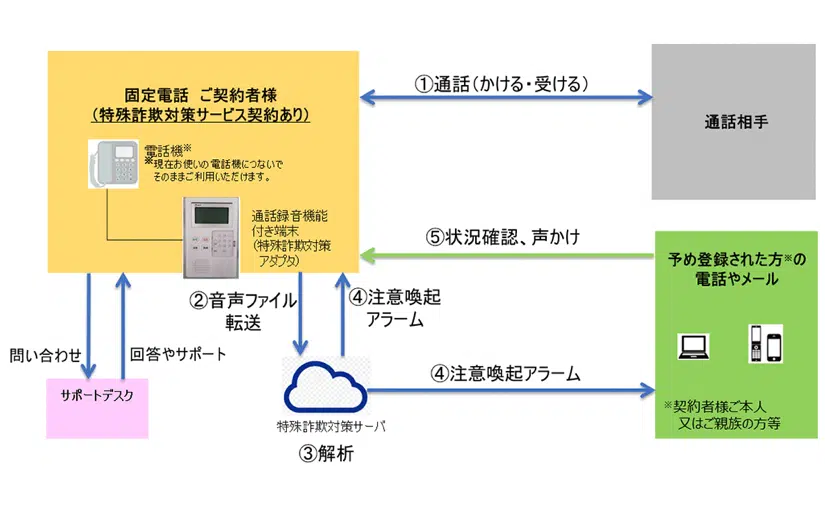 固定電話 ご契約者様
(特殊詐欺対策サービス契約あり)
電話機※
※現在お使いの電話機につないで
そのままご利用いただけます。
通話録音機能
付き端末
(特殊詐欺対策
アダプタ)
①通話(かける・受ける)
通話相手
⑤状況確認、声かけ
予め登録された方※の
電話やメール
※契約者様ご本人
又はご親族の方等
②音声ファイル
転送
④注意喚起
アラーム
問い合わせ
回答やサポート
サポートデスク
④注意喚起アラーム
特殊詐欺対策サーバ
③解析